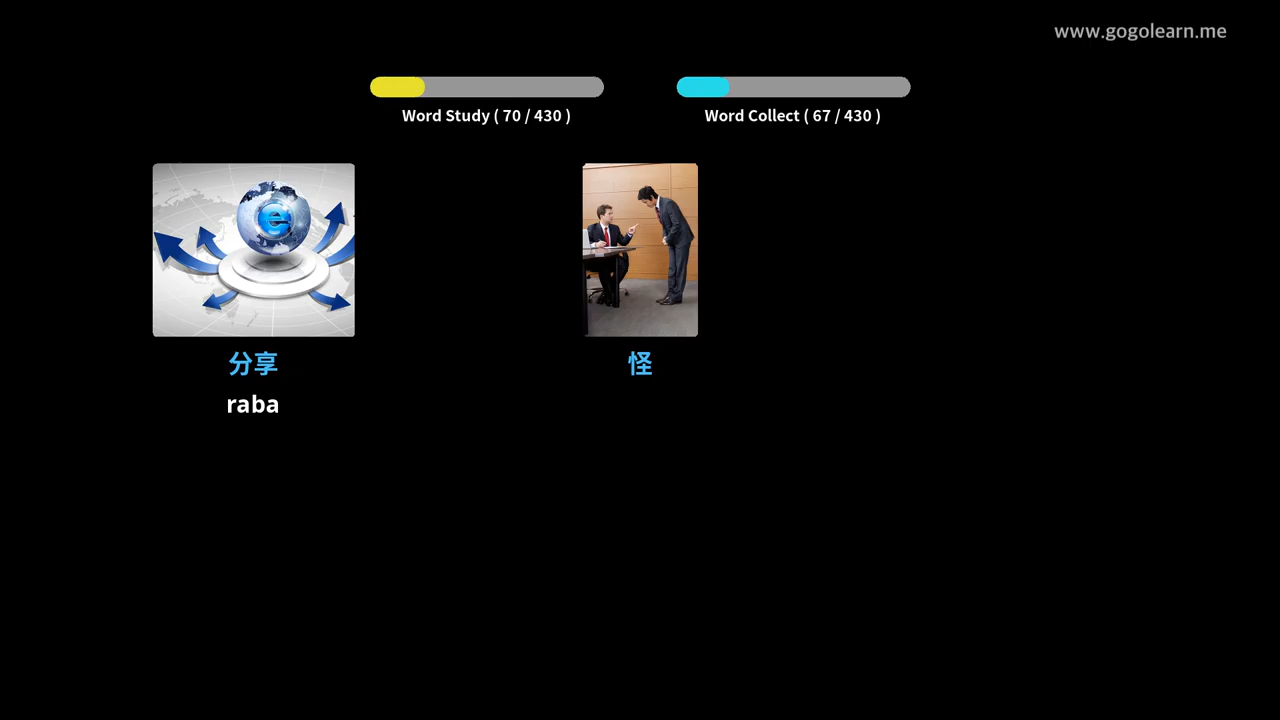 www.gogolearn.me
Word Study ( 70 / 430 )
Word Collect ( 67 / 430 )
e
分享
怪
raba